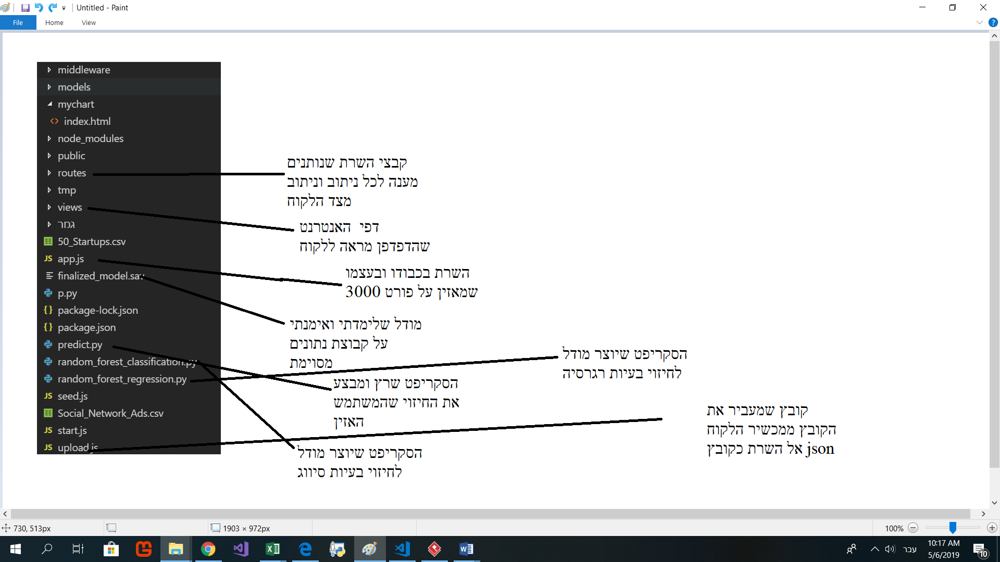 Untitled - Paint
File
Home
View
middleware
models
mychart
index.html
node_modules
public
routes
tmp
views
גמר
50_Startups.csv
app.js
finalized_model.sav
p.py
package-lock.json
package.json
predict.py
random_forest_classification.py
random_forest_regression.py
seed.js
Social_Network_Ads.csv
start.js
upload.js
קבצי השרת שנותנים
מענה לכל ניתוב וניתוב
מצד הלקוח
דפי האנטרנט
שהדפדפן מראה ללקוח
השרת בכבודו ובעצמו
שמאזין על פורט 3000
מודל שלימדתי ואימנתי
על קבוצת נתונים
מסוימת
הסקריפט שיוצר מודל
לחיזוי בעיות רגרסיה
הסקריפט שרץ ומבצע
את החיזוי שהמשתמש
האזין
קובץ שמעביר את
הקובץ ממכשיר הלקוח
אל השרת כקובץ json
הסקריפט שיוצר מודל
לחיזוי בעיות סיווג
730, 513px
1903 × 972px
100%
עבר
10:17 AM
5/6/2019
10